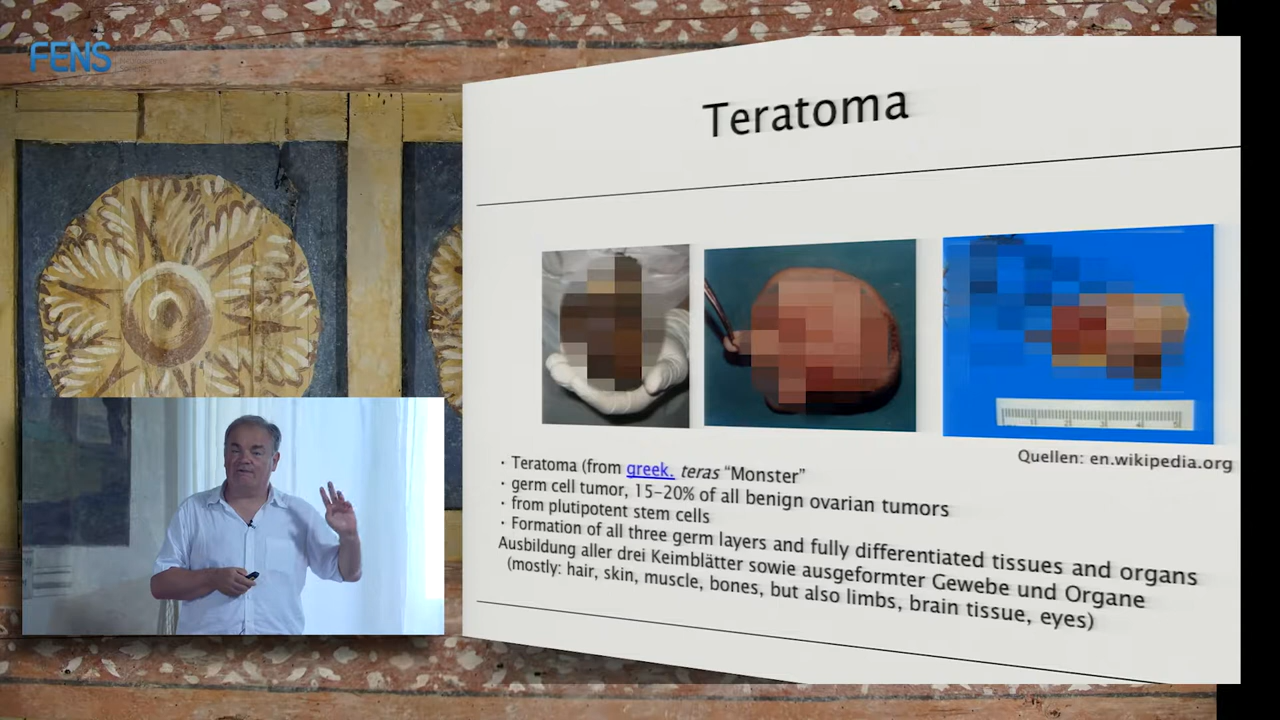 FENS
Teratoma
Quellen: en.wikipedia.org
· Teratoma (from greek. teras “Monster”
· germ cell tumor, 15-20% of all benign ovarian tumors
· from plutipotent stem cells
· Formation of all three germ layers and fully differentiated tissues and organs
Ausbildung aller drei Keimblätter sowie ausgeformter Gewebe und Organe
(mostly: hair, skin, muscle, bones, but also limbs, brain tissue, eyes)